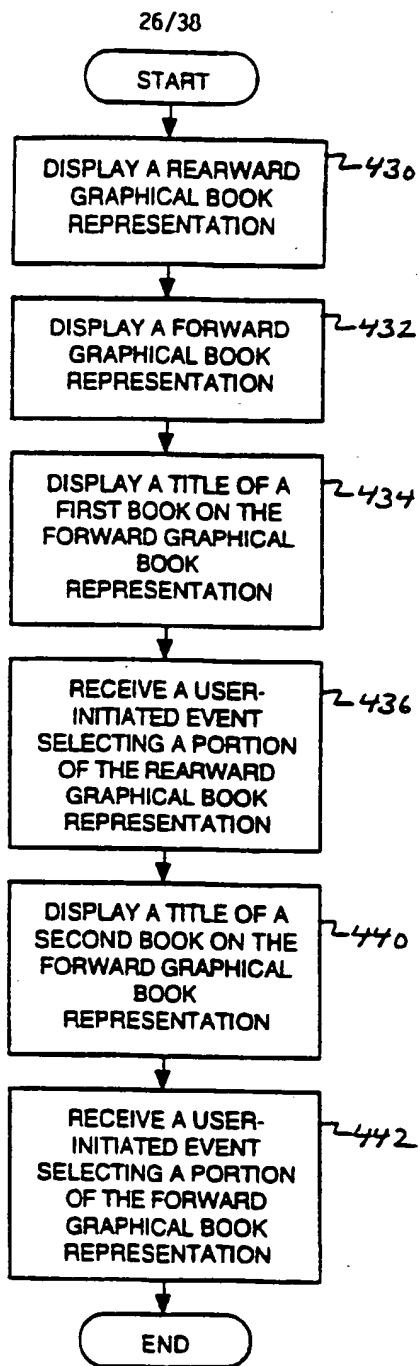 26/38
START
DISPLAY A REARWARD
GRAPHICAL BOOK
REPRESENTATION
430
DISPLAY A FORWARD
GRAPHICAL BOOK
REPRESENTATION
432
DISPLAY A TITLE OF A
FIRST BOOK ON THE
FORWARD GRAPHICAL
BOOK
REPRESENTATION
434
RECEIVE A USER-
INITIATED EVENT
SELECTING A PORTION
OF THE REARWARD
GRAPHICAL BOOK
REPRESENTATION
436
DISPLAY A TITLE OF A
SECOND BOOK ON THE
FORWARD GRAPHICAL
BOOK
REPRESENTATION
440
RECEIVE A USER-
INITIATED EVENT
SELECTING A PORTION
OF THE FORWARD
GRAPHICAL BOOK
REPRESENTATION
442
END